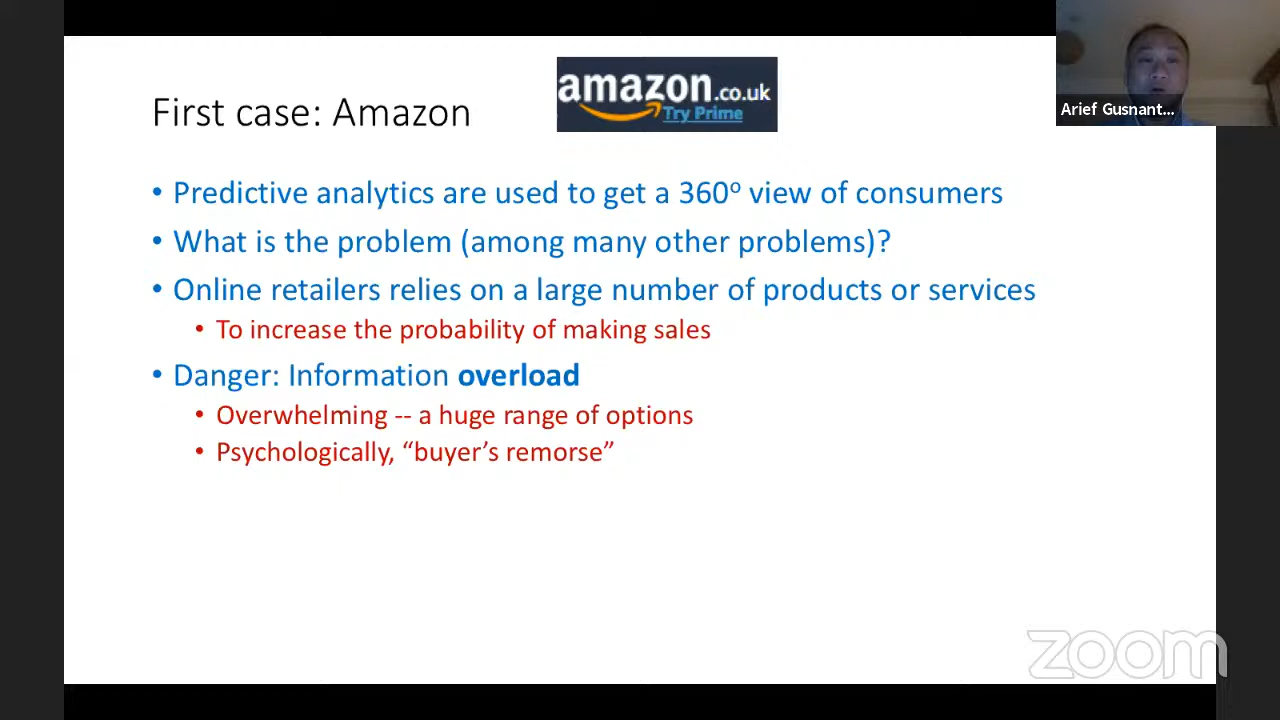 First case: Amazon
amazon.co.uk
Try Prime
Arief Gusnant...
• Predictive analytics are used to get a 360º view of consumers
• What is the problem (among many other problems)?
• Online retailers relies on a large number of products or services
• To increase the probability of making sales
• Danger: Information overload
• Overwhelming -- a huge range of options
• Psychologically, “buyer’s remorse”
zoom